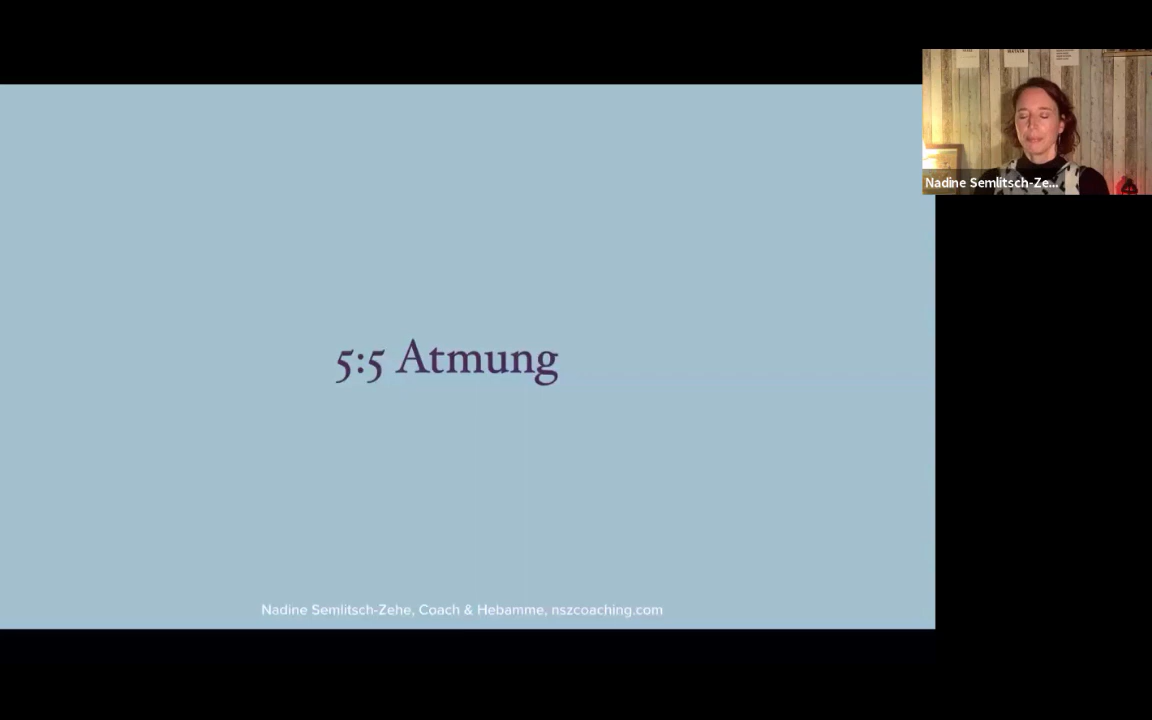 5:5 Atmung
Nadine Semlitsch-Ze...
Nadine Semlitsch-Zehe, Coach & Hebamme, nszcoaching.com